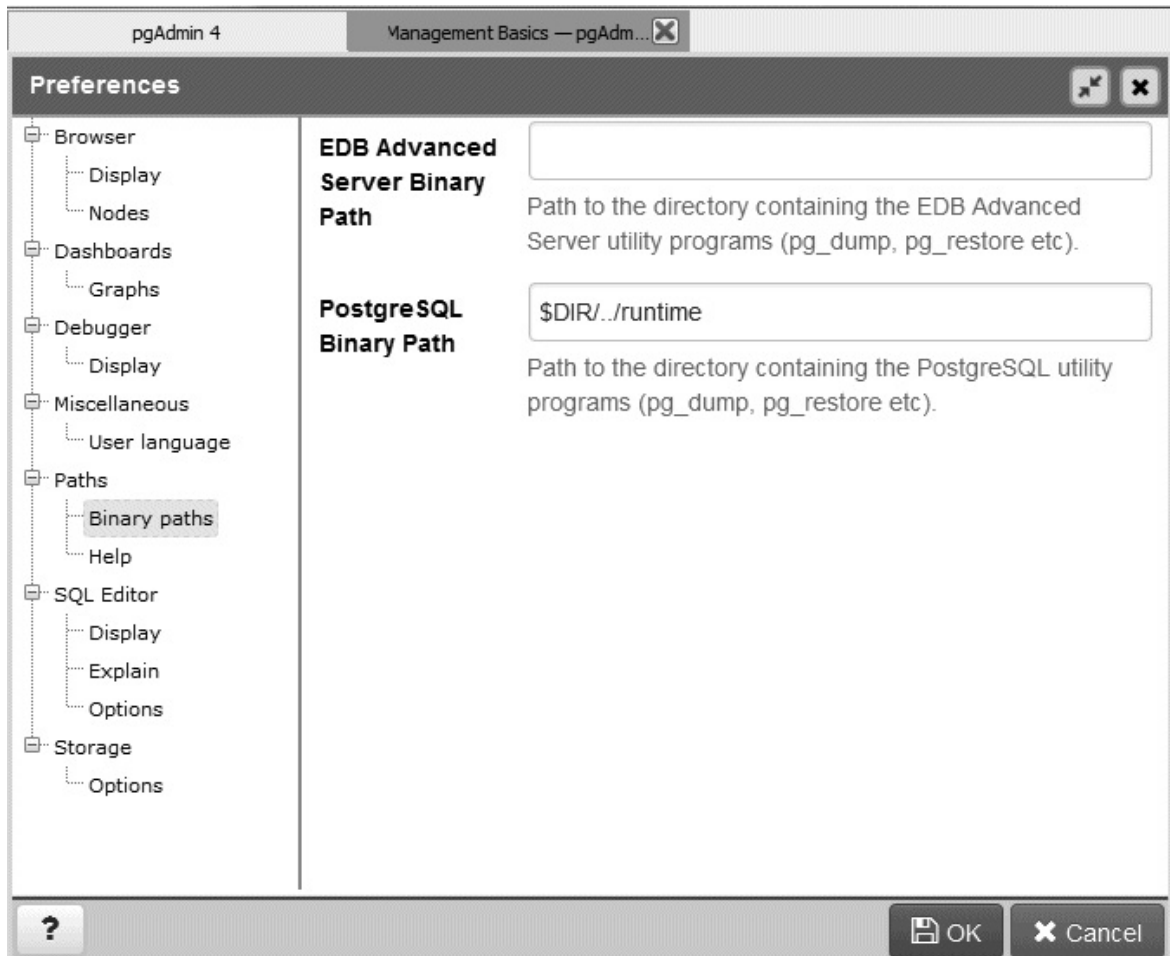 pgAdmin 4
Management Basics — pgAdm...
Preferences
Browser
Display
Nodes
Dashboards
Graphs
Debugger
Display
Miscellaneous
User language
Paths
Binary paths
Help
SQL Editor
Display
Explain
Options
Storage
Options
EDB Advanced
Server Binary
Path
Path to the directory containing the EDB Advanced
Server utility programs (pg_dump, pg_restore etc).
PostgreSQL
Binary Path
$DIR/../runtime
Path to the directory containing the PostgreSQL utility
programs (pg_dump, pg_restore etc).
?
OK
Cancel